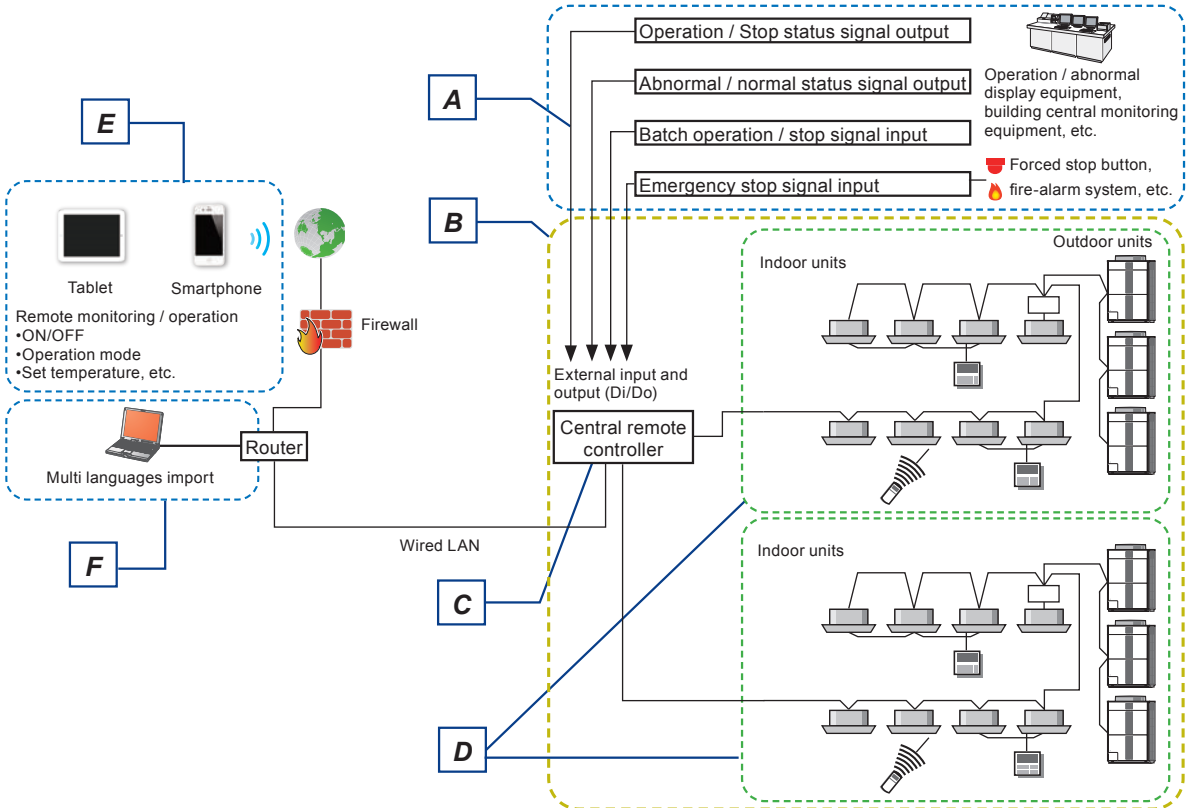 Operation / Stop status signal output
Abnormal / normal status signal output
Batch operation / stop signal input
Emergency stop signal input
Operation / abnormal
display equipment,
building central monitoring
equipment, etc.
Forced stop button,
fire-alarm system, etc.
A
E
B
Tablet
Smartphone
Remote monitoring / operation
•ON/OFF
•Operation mode
•Set temperature, etc.
Firewall
External input and
output (Di/Do)
Central remote
controller
Outdoor units
Indoor units
Router
Multi languages import
Wired LAN
F
C
Indoor units
D